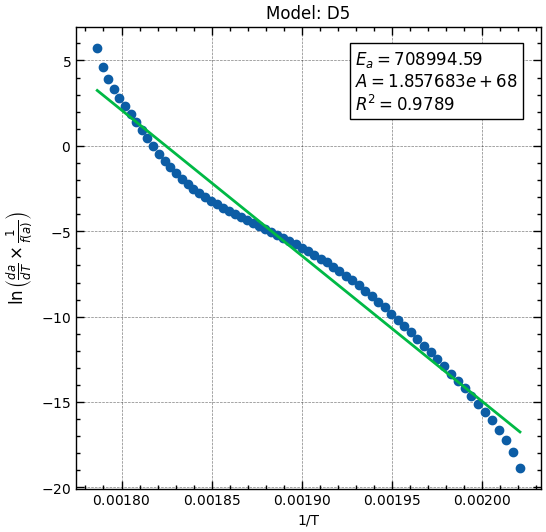 Model: D5
E_a = 708994.59
A = 1.857683e + 68
R^2 = 0.9789
5
0
−5
−10
−15
−20
ln (da/dT × 1/f(a))
0.00180 0.00185 0.00190 0.00195 0.00200
1/T